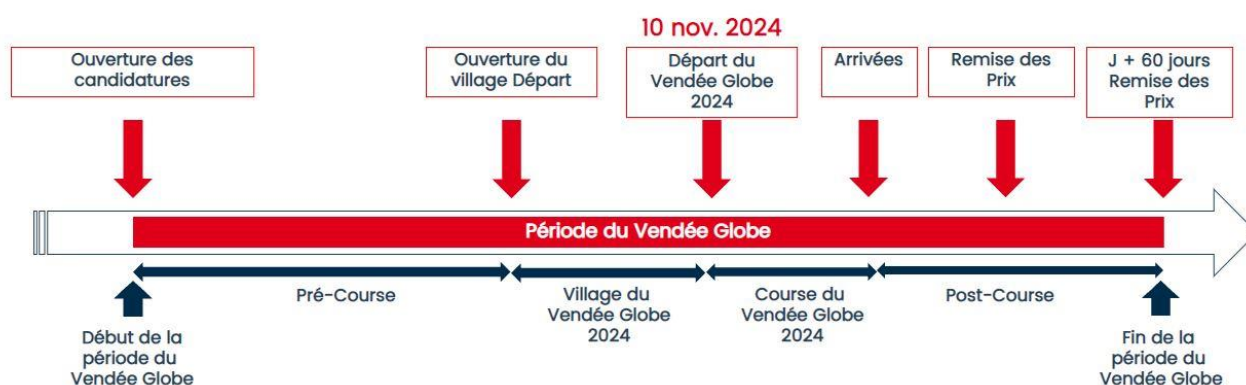 10 nov. 2024
Ouverture des
candidatures
Ouverture du
village Départ
Départ du
Vendée Globe
2024
Arrivées
Remise des
Prix
J + 60 jours
Remise des
Prix
Période du Vendée Globe
Pré-Course
Village du
Vendée Globe
2024
Course du
Vendée Globe
2024
Post-Course
Début de la
période du
Vendée Globe
Fin de la
période du
Vendée Globe